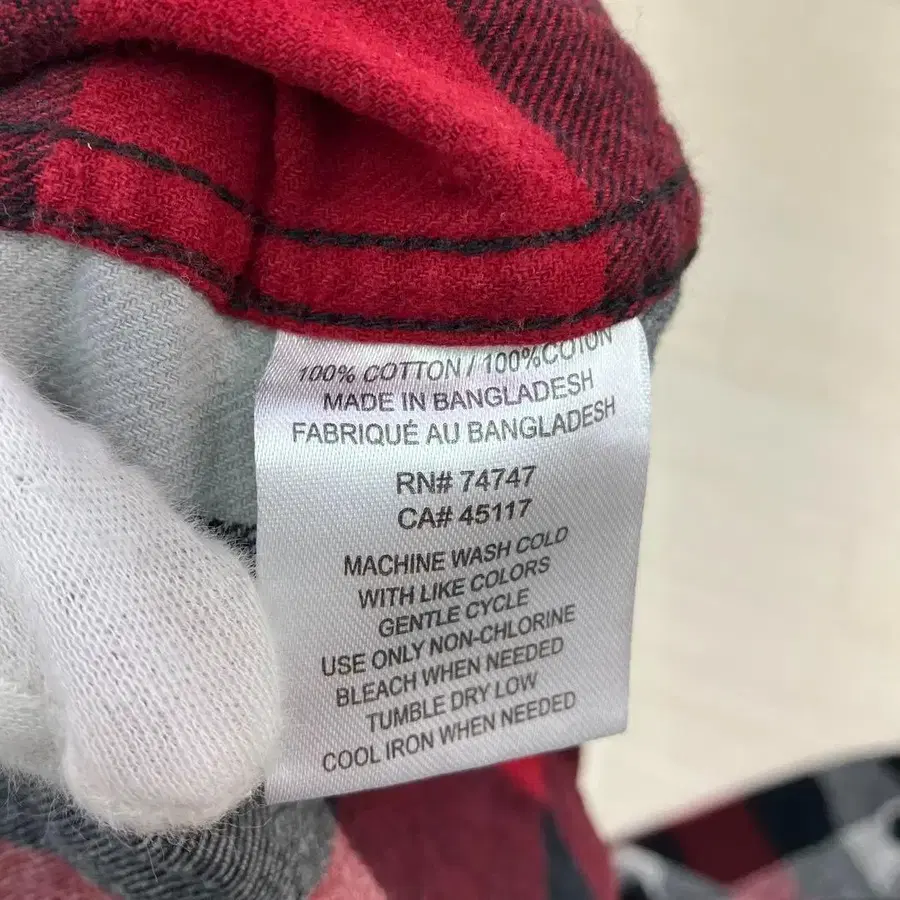 100% COTTON / 100% COTON
MADE IN BANGLADESH
FABRIQUÉ AU BANGLADESH
RN# 74747
CA# 45117
MACHINE WASH COLD
WITH LIKE COLORS
GENTLE CYCLE
USE ONLY NON-CHLORINE
BLEACH WHEN NEEDED
TUMBLE DRY LOW
COOL IRON WHEN NEEDED